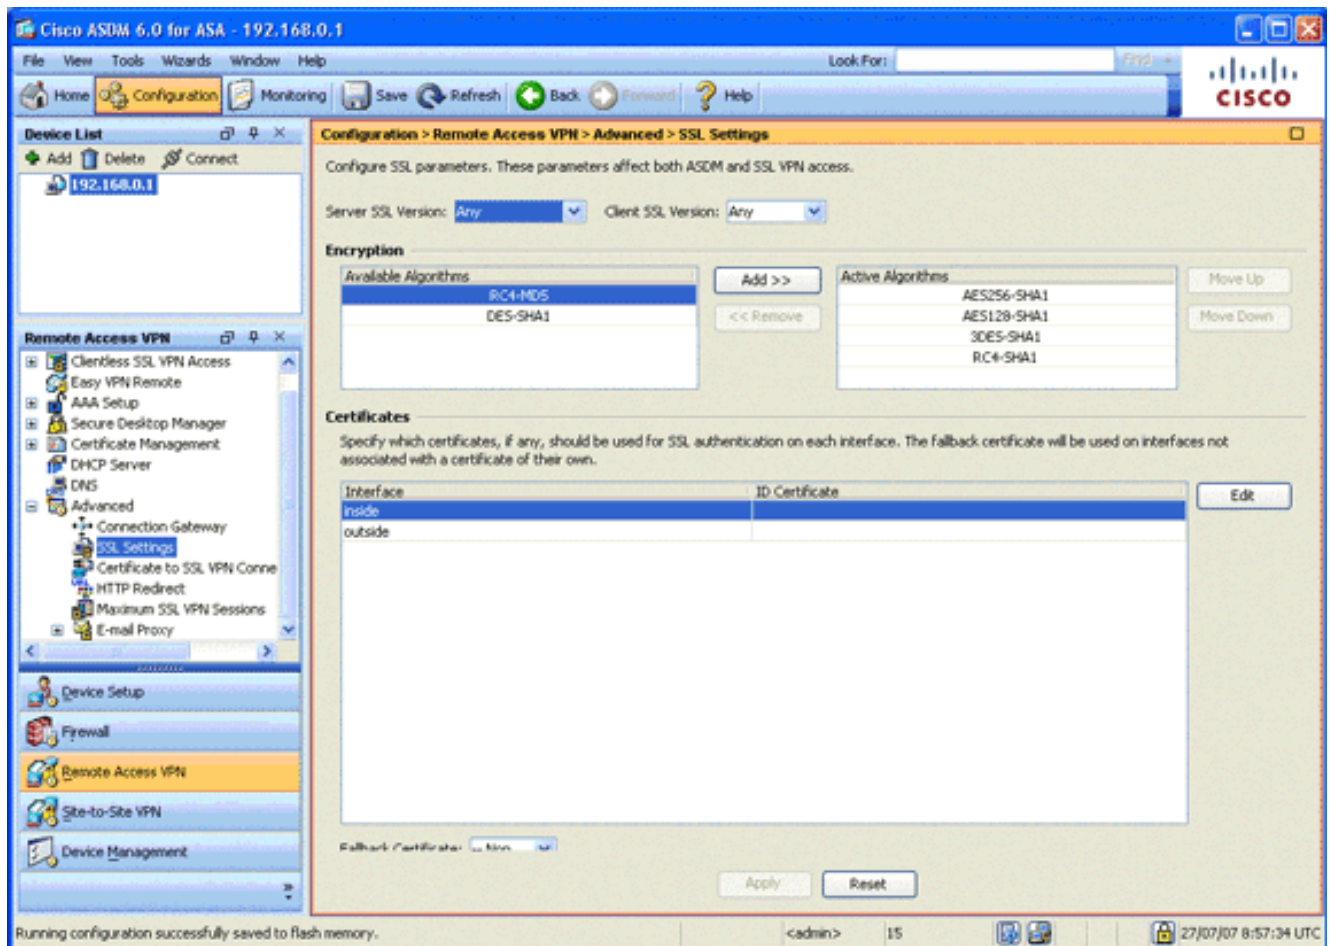 Cisco ASDM 6.0 for ASA - 192.168.0.1
File View Tools Wizards Window Help Look For: Find
Home Configuration Monitoring Save Refresh Back Forward Help
CISCO
Device List
Add Delete Connect
192.168.0.1
Remote Access VPN
Clientless SSL VPN Access
Easy VPN Remote
AAA Setup
Secure Desktop Manager
Certificate Management
DHCP Server
DNS
Advanced
Connection Gateway
SSL Settings
Certificate to SSL VPN Conne
HTTP Redirect
Maximum SSL VPN Sessions
E-mail Proxy
Device Setup
Firewall
Remote Access VPN
Site-to-Site VPN
Device Management
Configuration > Remote Access VPN > Advanced > SSL Settings
Configure SSL parameters. These parameters affect both ASDM and SSL VPN access.
Server SSL Version: Any Client SSL Version: Any
Encryption
Available Algorithms
RC4-MD5
DES-SHA1
Add >>
<< Remove
Active Algorithms
AES256-SHA1
AES128-SHA1
3DES-SHA1
RC4-SHA1
Move Up
Move Down
Certificates
Specify which certificates, if any, should be used for SSL authentication on each interface. The fallback certificate will be used on interfaces not
associated with a certificate of their own.
Interface ID Certificate
inside
outside
Edit
Fallback Certificate: -- Non
Apply Reset
Running configuration successfully saved to flash memory. <admin> 15 27/07/07 8:57:34 UTC